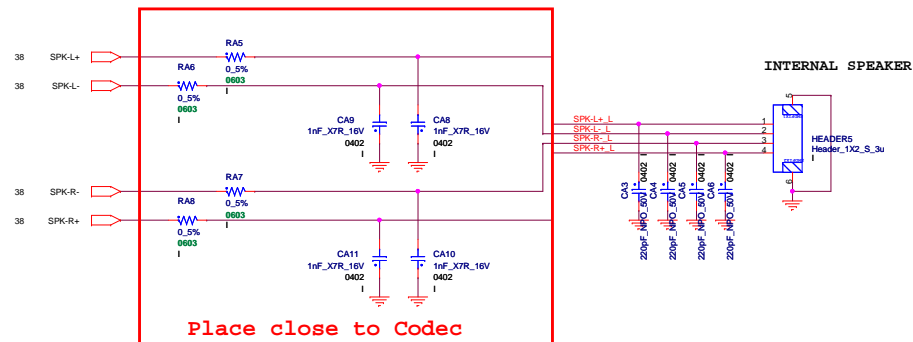 38 SPK-L+
RA5
INTERNAL SPEAKER
RA6
0_5%
38 SPK-L-
0_5%
0603
0603
I
I
5
CA9
CA8
SPK-L+_L
1
1nF_X7R_16V
1nF_X7R_16V
SPK-L-_L
2
HEADER5
0402
0402
SPK-R-_L
3
Header_1X2_S_3u
I
I
SPK-R+_L
4
I
6
38 SPK-R-
RA7
RA8
0_5%
38 SPK-R+
0603
0_5%
I
0603
I
CA3
220pF_NPO_50V
0402
I
CA4
220pF_NPO_50V
0402
I
CA5
220pF_NPO_50V
0402
I
CA6
220pF_NPO_50V
0402
I
CA11
CA10
1nF_X7R_16V
1nF_X7R_16V
0402
0402
I
I
Place close to Codec